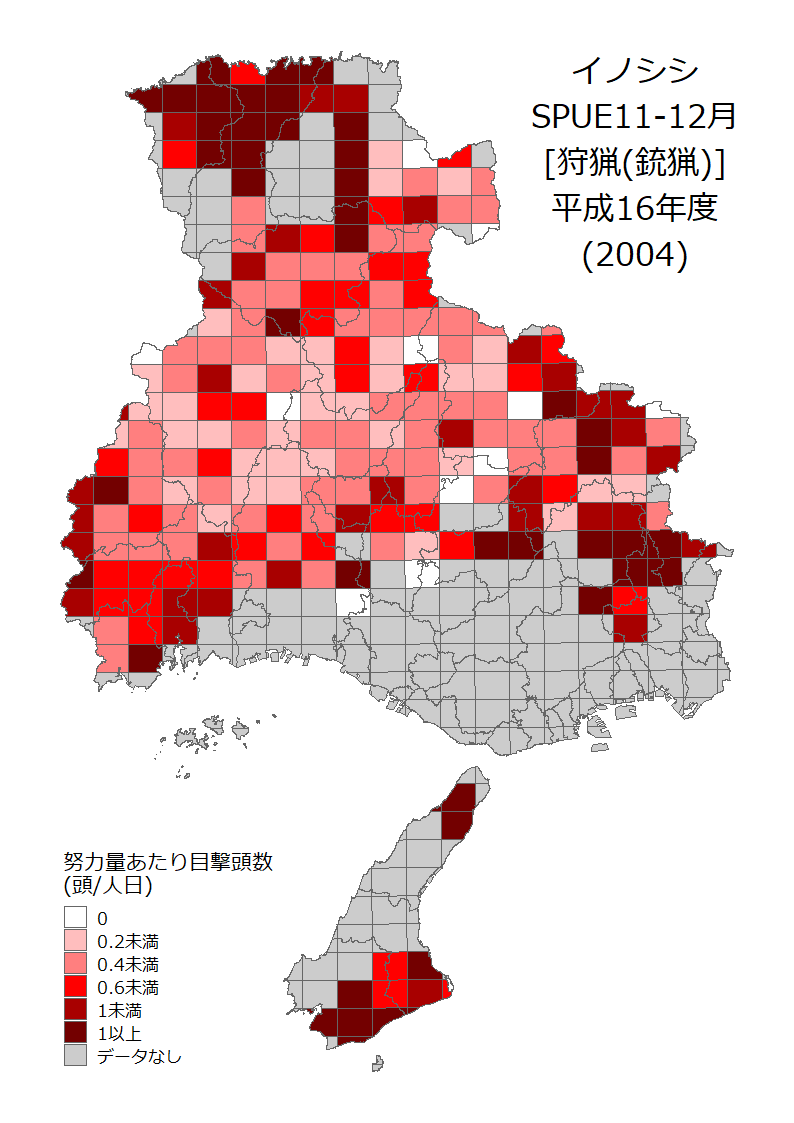 イノシシ
SPUE11-12月
[狩猟(銃猟)]
平成16年度
(2004)
努力量あたり目撃頭数
(頭/人日)
0
0.2未満
0.4未満
0.6未満
1未満
1以上
データなし